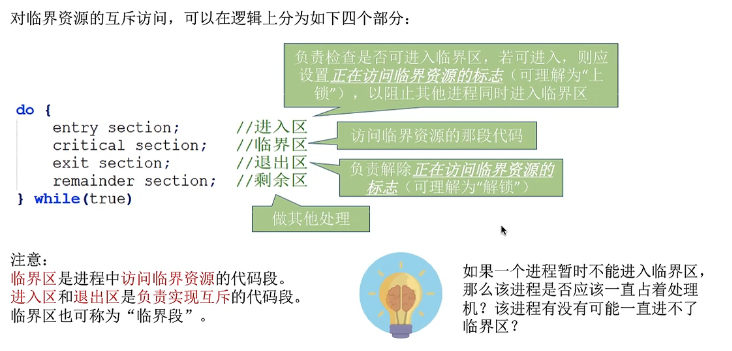 对临界资源的互斥访问，可以在逻辑上分为如下四个部分：
负责检查是否可进入临界区，若可进入，则应
设置正在访问临界资源的标志（可理解为“上
锁”），以阻止其他进程同时进入临界区
do {
entry section; //进入区
critical section; //临界区
exit section; //退出区
remainder section; //剩余区
} while(true)
访问临界资源的那段代码
负责解除正在访问临界资源的
标志（可理解为“解锁”）
做其他处理
注意：
临界区是进程中访问临界资源的代码段。
进入区和退出区是负责实现互斥的代码段。
临界区也可称为“临界段”。
如果一个进程暂时不能进入临界区，
那么该进程是否应该一直占着处理
机？该进程有没有可能一直进不了
临界区？